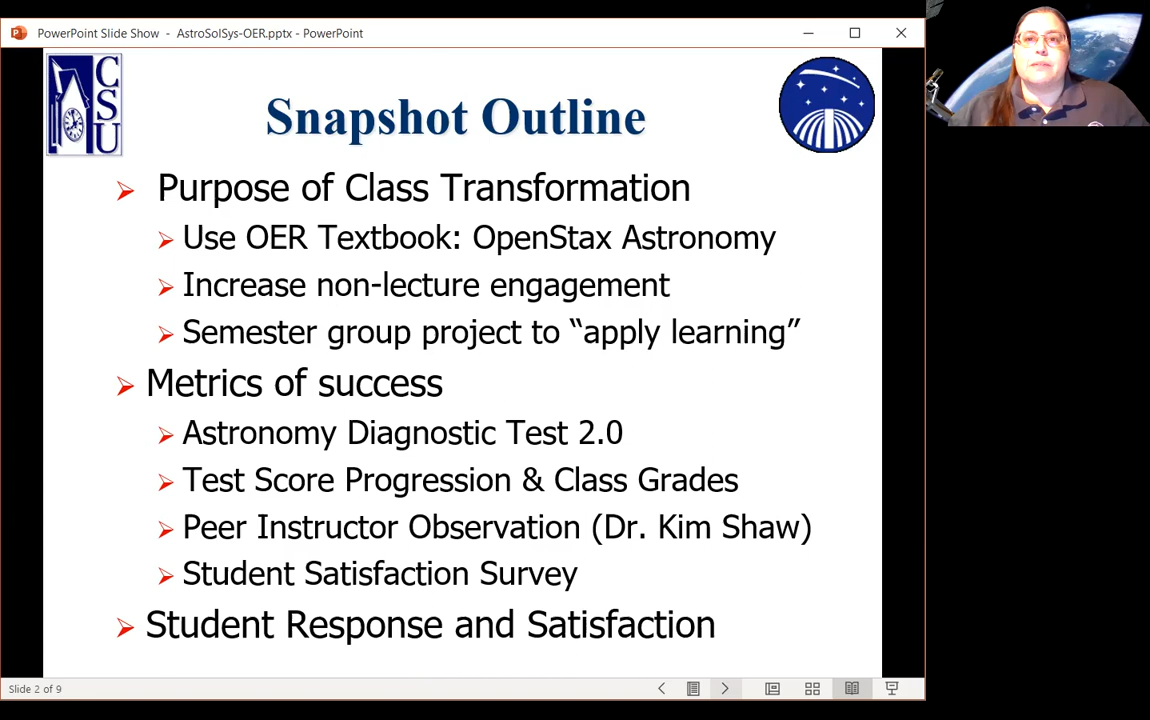 PowerPoint Slide Show - AstroSolSys-OER.pptx - PowerPoint
CSU
Snapshot Outline
Purpose of Class Transformation
Use OER Textbook: OpenStax Astronomy
Increase non-lecture engagement
Semester group project to “apply learning”
Metrics of success
Astronomy Diagnostic Test 2.0
Test Score Progression & Class Grades
Peer Instructor Observation (Dr. Kim Shaw)
Student Satisfaction Survey
Student Response and Satisfaction
Slide 2 of 9